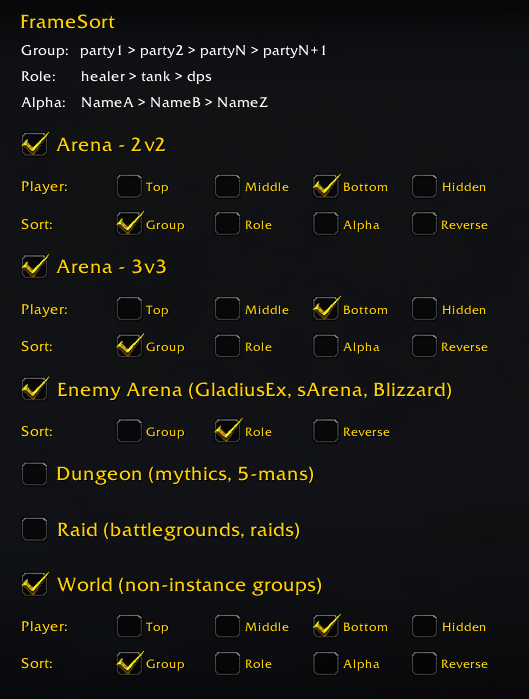 FrameSort
Group: party1 > party2 > partyN > partyN+1
Role: healer > tank > dps
Alpha: NameA > NameB > NameZ
Arena - 2v2
Player: Top Middle Bottom Hidden
Sort: Group Role Alpha Reverse
Arena - 3v3
Player: Top Middle Bottom Hidden
Sort: Group Role Alpha Reverse
Enemy Arena (GladiusEx, sArena, Blizzard)
Sort: Group Role Reverse
Dungeon (mythics, 5-mans)
Raid (battlegrounds, raids)
World (non-instance groups)
Player: Top Middle Bottom Hidden
Sort: Group Role Alpha Reverse